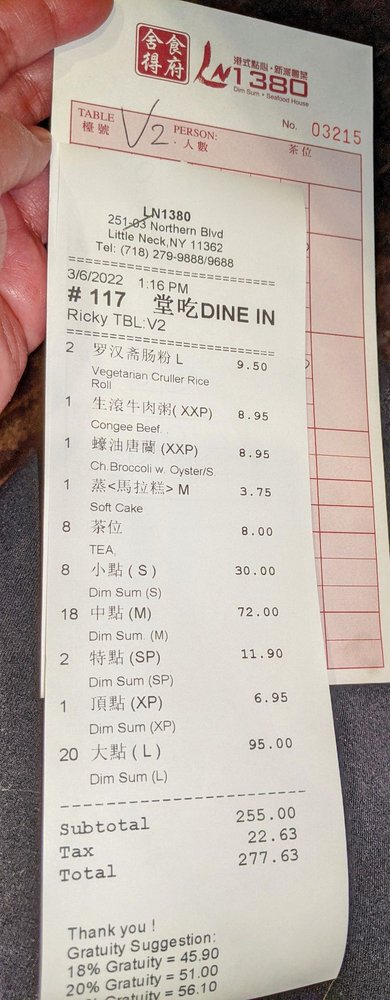 食府
舍得
LN1380
港式點心·新派粵菜
Dim Sum • Seafood House
No. 03215
TABLE V2 PERSON:
檯號 · 人數 茶位
LN1380
251-03 Northern Blvd
Little Neck,NY 11362
Tel: (718) 279-9888/9688
3/6/2022 1:16 PM
# 117 堂吃DINE IN
Ricky TBL:V2
2 罗汉斋肠粉 L 9.50
Vegetarian Cruller Rice
Roll
1 生滾牛肉粥( XXP) 8.95
Congee Beef.
1 蠔油唐蘭 (XXP) 8.95
Ch.Broccoli w. Oyster/S.
1 蒸<馬拉糕> M 3.75
Soft Cake
8 茶位 8.00
TEA,
8 小點 ( S ) 30.00
Dim Sum (S)
18 中點 (M) 72.00
Dim Sum. (M)
2 特點 (SP) 11.90
Dim Sum (SP)
1 頂點 (XP) 6.95
Dim Sum (XP)
20 大點 ( L ) 95.00
Dim Sum (L)
Subtotal 255.00
Tax 22.63
Total 277.63
Thank you !
Gratuity Suggestion:
18% Gratuity = 45.90
20% Gratuity = 51.00
Gratuity = 56.10